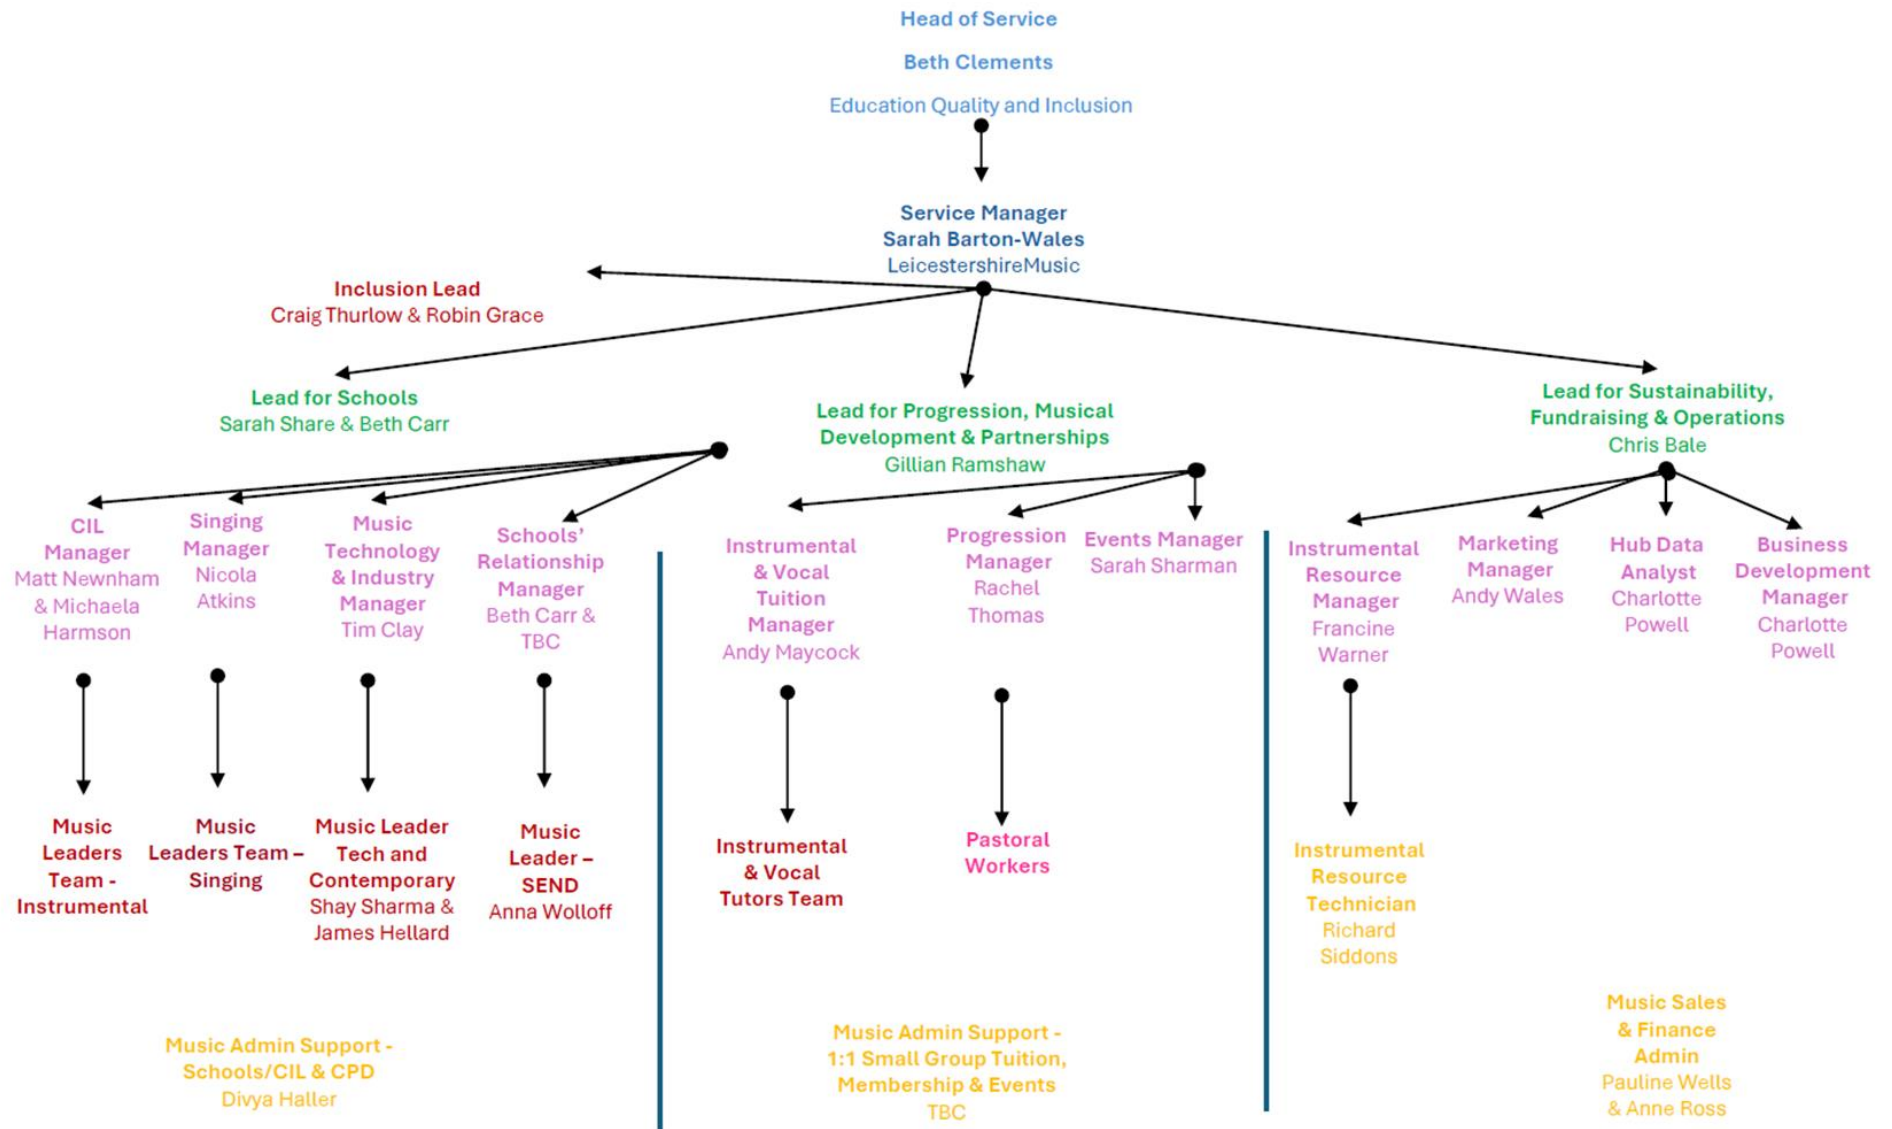 Head of Service
Beth Clements
Education Quality and Inclusion
Service Manager
Sarah Barton-Wales
LeicestershireMusic
Inclusion Lead
Craig Thurlow & Robin Grace
Lead for Schools
Sarah Share & Beth Carr
Lead for Progression, Musical
Development & Partnerships
Gillian Ramshaw
Lead for Sustainability,
Fundraising & Operations
Chris Bale
CIL
Manager
Matt Newnham
& Michaela
Harmson
Singing
Manager
Nicola
Atkins
Music
Technology
& Industry
Manager
Tim Clay
Schools’
Relationship
Manager
Beth Carr &
TBC
Instrumental
& Vocal
Tuition
Manager
Andy Maycock
Progression
Manager
Rachel
Thomas
Events Manager
Sarah Sharman
Instrumental
Resource
Manager
Francine
Warner
Marketing
Manager
Andy Wales
Hub Data
Analyst
Charlotte
Powell
Business
Development
Manager
Charlotte
Powell
Music
Leaders
Team -
Instrumental
Music
Leaders Team –
Singing
Music Leader
Tech and
Contemporary
Shay Sharma &
James Hellard
Music
Leader –
SEND
Anna Wolloff
Instrumental
& Vocal
Tutors Team
Pastoral
Workers
Instrumental
Resource
Technician
Richard
Siddons
Music Admin Support -
Schools/CIL & CPD
Divya Haller
Music Admin Support -
1:1 Small Group Tuition,
Membership & Events
TBC
Music Sales
& Finance
Admin
Pauline Wells
& Anne Ross